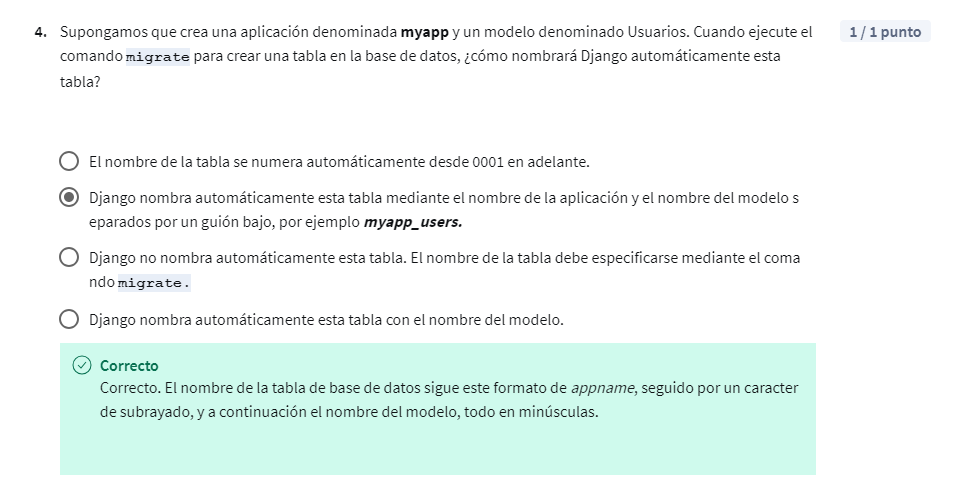 4. Supongamos que crea una aplicación denominada myapp y un modelo denominado Usuarios. Cuando ejecute el
1 / 1 punto
comando migrate para crear una tabla en la base de datos, ¿cómo nombrará Django automáticamente esta
tabla?
El nombre de la tabla se numera automáticamente desde 0001 en adelante.
Django nombra automáticamente esta tabla mediante el nombre de la aplicación y el nombre del modelo s
eparados por un guión bajo, por ejemplo myapp_users.
Django no nombra automáticamente esta tabla. El nombre de la tabla debe especificarse mediante el coma
ndo migrate.
Django nombra automáticamente esta tabla con el nombre del modelo.
Correcto
Correcto. El nombre de la tabla de base de datos sigue este formato de appname, seguido por un caracter
de subrayado, y a continuación el nombre del modelo, todo en minúsculas.